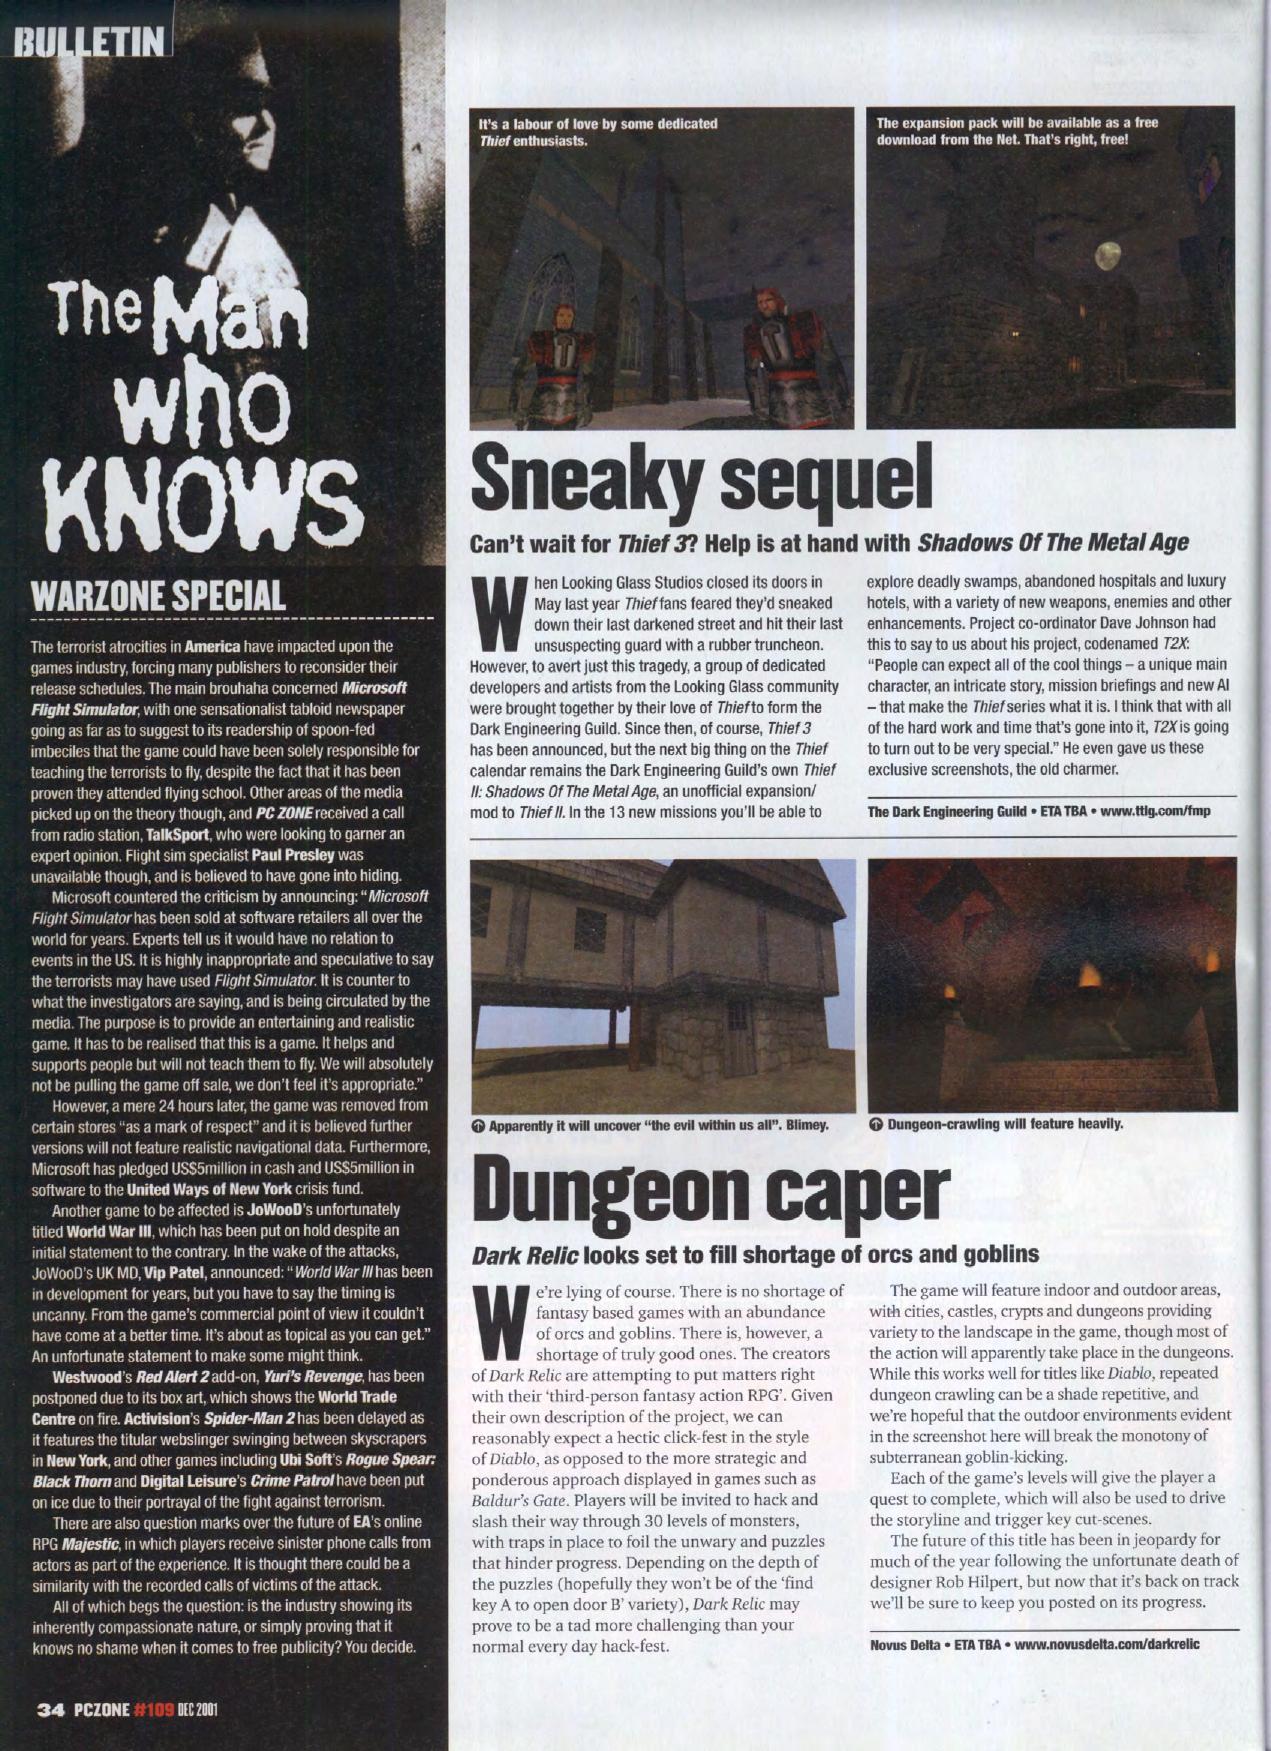 BULLETIN
The Man
who
KNOWS
WARZONE SPECIAL
The terrorist atrocities in America have impacted upon the
games industry, forcing many publishers to reconsider their
release schedules. The main brouhaha concerned Microsoft
Flight Simulator, with one sensationalist tabloid newspaper
going as far as to suggest to its readership of spoon-fed
imbeciles that the game could have been solely responsible for
teaching the terrorists to fly, despite the fact that it has been
proven they attended flying school. Other areas of the media
picked up on the theory though, and PC ZONE received a call
from radio station, TalkSport, who were looking to garner an
expert opinion. Flight sim specialist Paul Presley was
unavailable though, and is believed to have gone into hiding.
Microsoft countered the criticism by announcing: "Microsoft
Flight Simulator has been sold at software retailers all over the
world for years. Experts tell us it would have no relation to
events in the US. It is highly inappropriate and speculative to say
the terrorists may have used Flight Simulator. It is counter to
what the investigators are saying, and is being circulated by the
media. The purpose is to provide an entertaining and realistic
game. It has to be realised that this is a game. It helps and
supports people but will not teach them to fly. We will absolutely
not be pulling the game off sale, we don't feel it's appropriate."
However, a mere 24 hours later, the game was removed from
certain stores "as a mark of respect" and it is believed further
versions will not feature realistic navigational data. Furthermore,
Microsoft has pledged US$5million in cash and US$5million in
software to the United Ways of New York crisis fund.
Another game to be affected is JoWooD's unfortunately
titled World War III, which has been put on hold despite an
initial statement to the contrary. In the wake of the attacks,
JoWooD's UK MD, Vip Patel, announced: "World War III has been
in development for years, but you have to say the timing is
uncanny. From the game's commercial point of view it couldn't
have come at a better time. It's about as topical as you can get."
An unfortunate statement to make some might think.
Westwood's Red Alert 2 add-on, Yuri's Revenge, has been
postponed due to its box art, which shows the World Trade
Centre on fire. Activision's Spider-Man 2 has been delayed as
it features the titular webslinger swinging between skyscrapers
in New York, and other games including Ubi Soft's Rogue Spear:
Black Thorn and Digital Leisure's Crime Patrol have been put
on ice due to their portrayal of the fight against terrorism.
There are also question marks over the future of EA's online
RPG Majestic, in which players receive sinister phone calls from
actors as part of the experience. It is thought there could be a
similarity with the recorded calls of victims of the attack.
All of which begs the question: is the industry showing its
inherently compassionate nature, or simply proving that it
knows no shame when it comes to free publicity? You decide.
It's a labour of love by some dedicated
Thief enthusiasts.
The expansion pack will be available as a free
download from the Net. That's right, free!
Sneaky sequel
Can't wait for Thief 3? Help is at hand with Shadows Of The Metal Age
When Looking Glass Studios closed its doors in
May last year Thief fans feared they'd sneaked
down their last darkened street and hit their last
unsuspecting guard with a rubber truncheon.
However, to avert just this tragedy, a group of dedicated
developers and artists from the Looking Glass community
were brought together by their love of Thief to form the
Dark Engineering Guild. Since then, of course, Thief 3
has been announced, but the next big thing on the Thief
calendar remains the Dark Engineering Guild's own Thief
II: Shadows Of The Metal Age, an unofficial expansion/
mod to Thief II. In the 13 new missions you'll be able to
explore deadly swamps, abandoned hospitals and luxury
hotels, with a variety of new weapons, enemies and other
enhancements. Project co-ordinator Dave Johnson had
this to say to us about his project, codenamed T2X:
"People can expect all of the cool things – a unique main
character, an intricate story, mission briefings and new AI
– that make the Thief series what it is. I think that with all
of the hard work and time that's gone into it, T2X is going
to turn out to be very special." He even gave us these
exclusive screenshots, the old charmer.
The Dark Engineering Guild • ETA TBA • www.ttlg.com/fmp
Apparently it will uncover "the evil within us all". Blimey.
Dungeon-crawling will feature heavily.
Dungeon caper
Dark Relic looks set to fill shortage of orcs and goblins
We're lying of course. There is no shortage of
fantasy based games with an abundance
of orcs and goblins. There is, however, a
shortage of truly good ones. The creators
of Dark Relic are attempting to put matters right
with their 'third-person fantasy action RPG'. Given
their own description of the project, we can
reasonably expect a hectic click-fest in the style
of Diablo, as opposed to the more strategic and
ponderous approach displayed in games such as
Baldur's Gate. Players will be invited to hack and
slash their way through 30 levels of monsters,
with traps in place to foil the unwary and puzzles
that hinder progress. Depending on the depth of
the puzzles (hopefully they won't be of the 'find
key A to open door B' variety), Dark Relic may
prove to be a tad more challenging than your
normal every day hack-fest.
The game will feature indoor and outdoor areas,
with cities, castles, crypts and dungeons providing
variety to the landscape in the game, though most of
the action will apparently take place in the dungeons.
While this works well for titles like Diablo, repeated
dungeon crawling can be a shade repetitive, and
we're hopeful that the outdoor environments evident
in the screenshot here will break the monotony of
subterranean goblin-kicking.
Each of the game's levels will give the player a
quest to complete, which will also be used to drive
the storyline and trigger key cut-scenes.
The future of this title has been in jeopardy for
much of the year following the unfortunate death of
designer Rob Hilpert, but now that it's back on track
we'll be sure to keep you posted on its progress.
Novus Delta • ETA TBA • www.novusdelta.com/darkrelic
34 PCZONE #109 DEC 2001